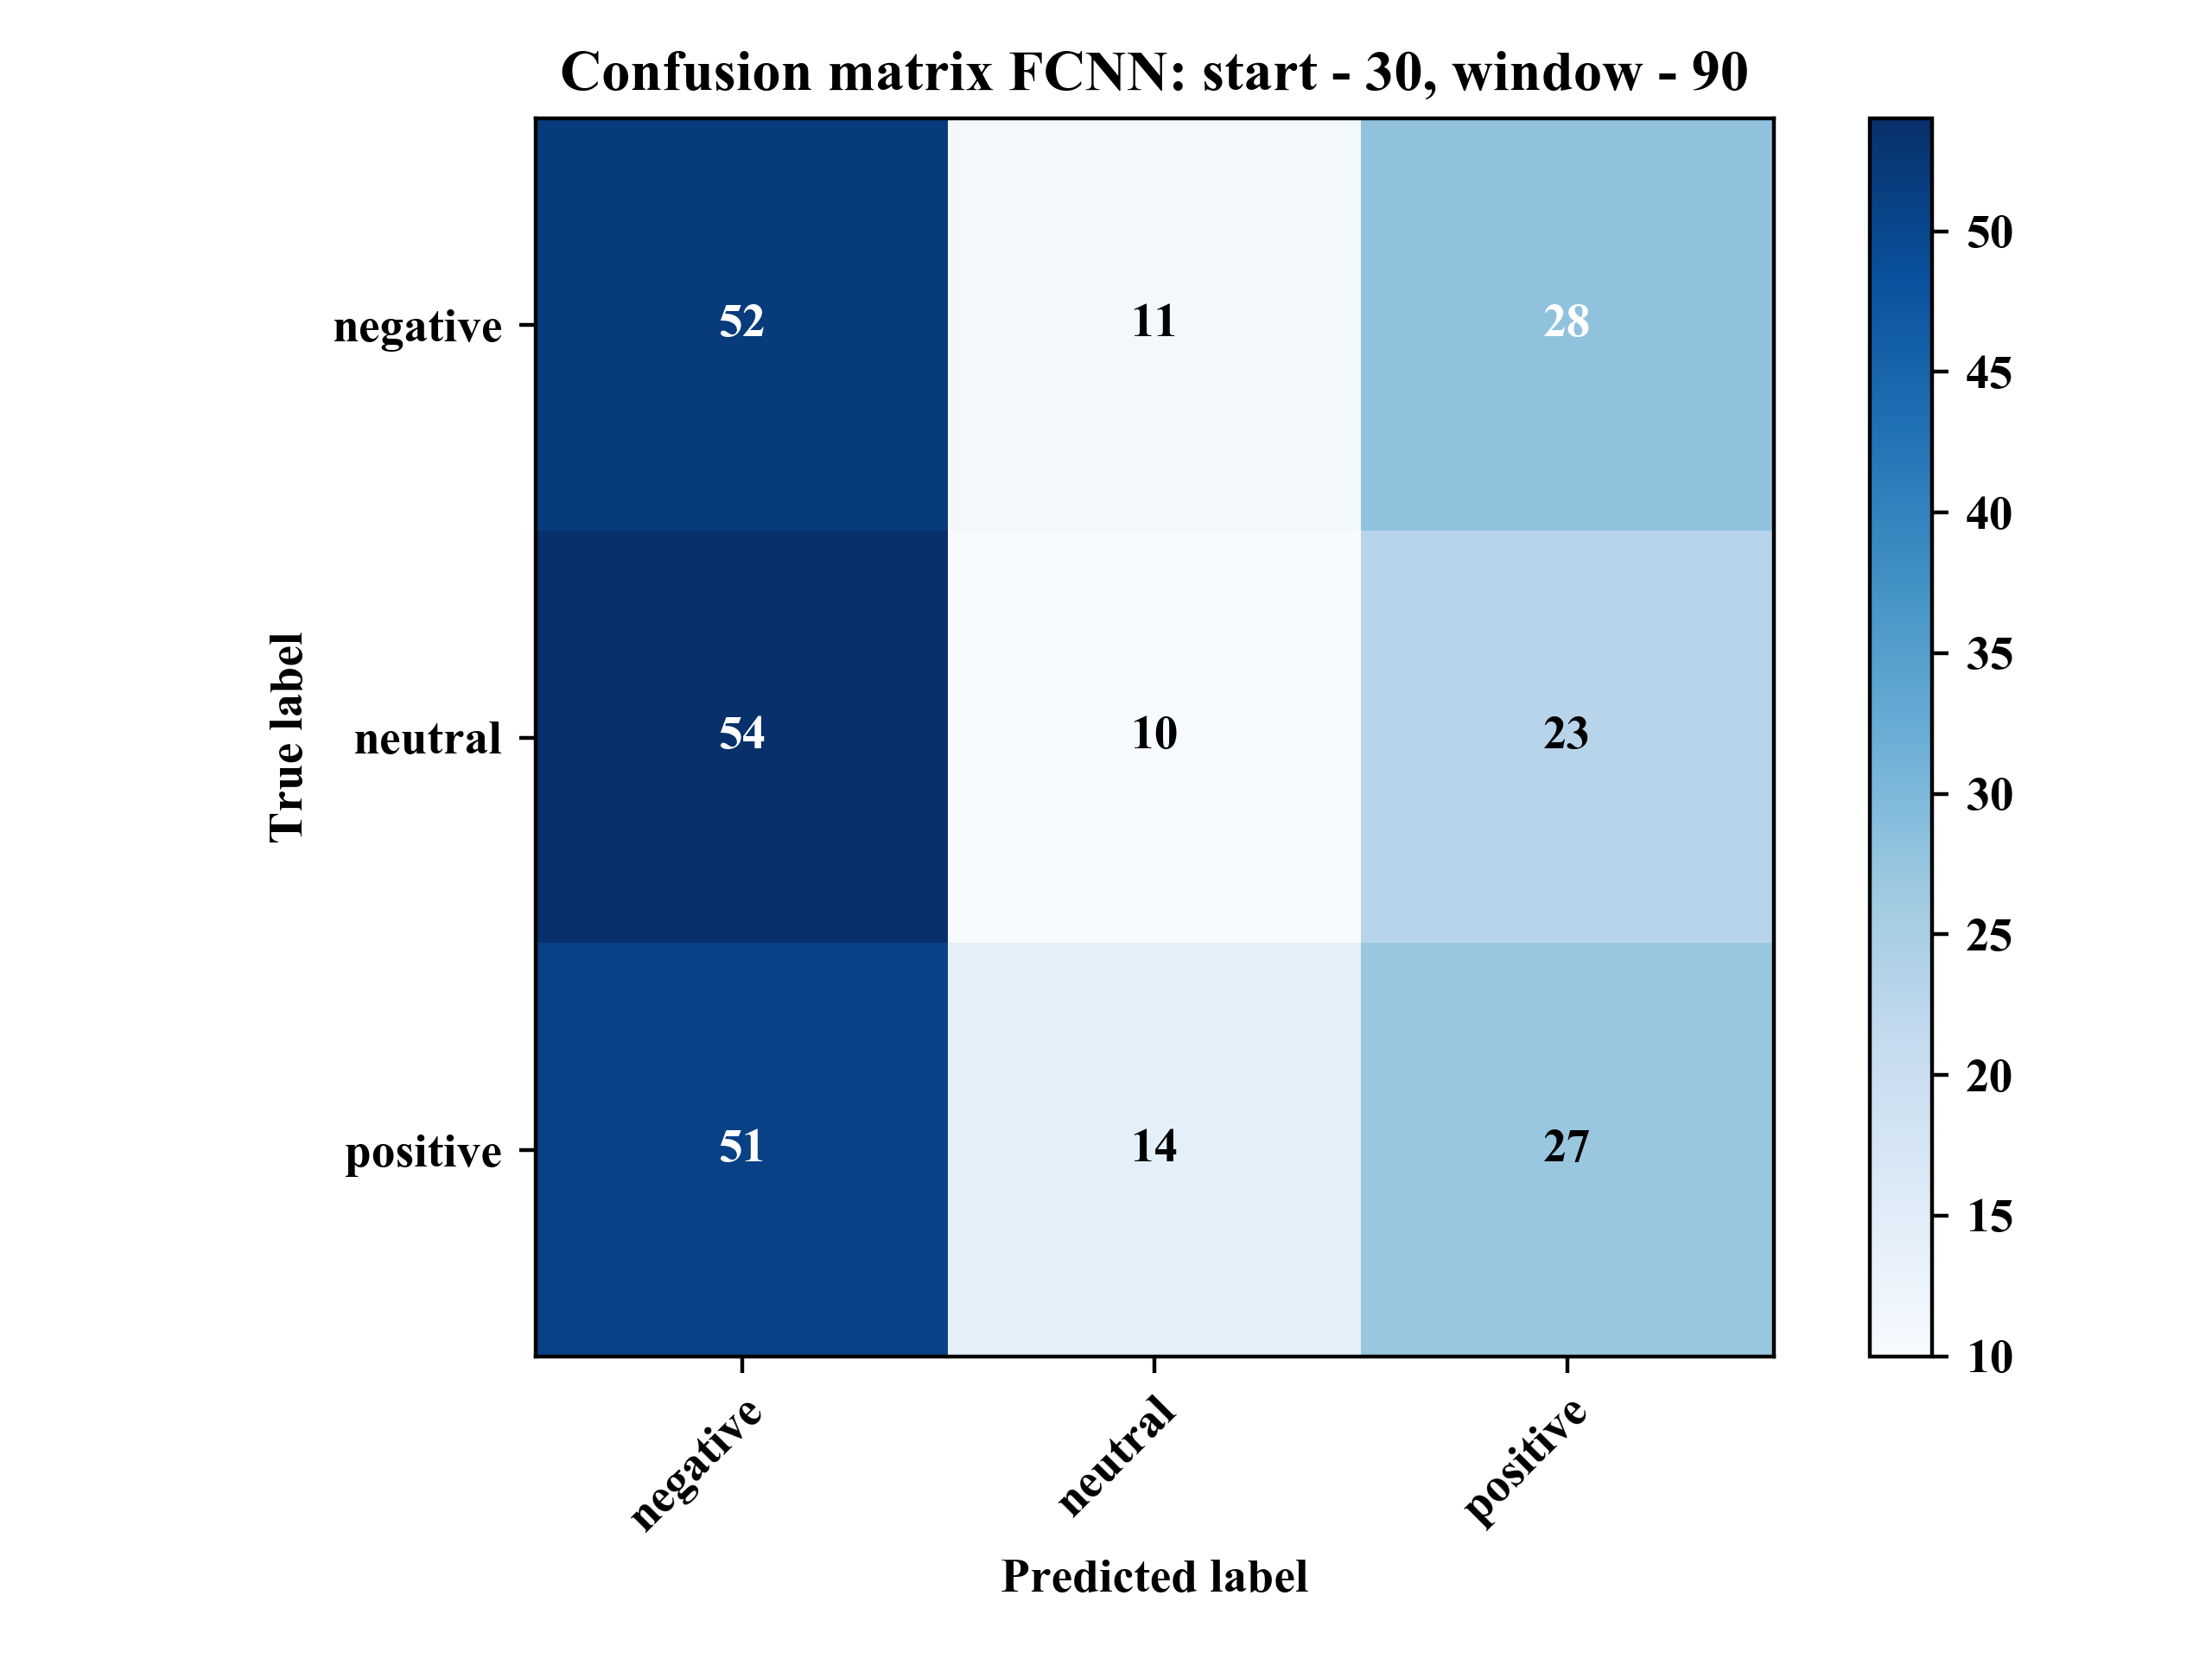 Confusion matrix FCNN: start - 30, window - 90
negative
52
11
28
neutral
54
10
23
positive
51
14
27
True label
negative
neutral
positive
Predicted label
50
45
40
35
30
25
20
15
10